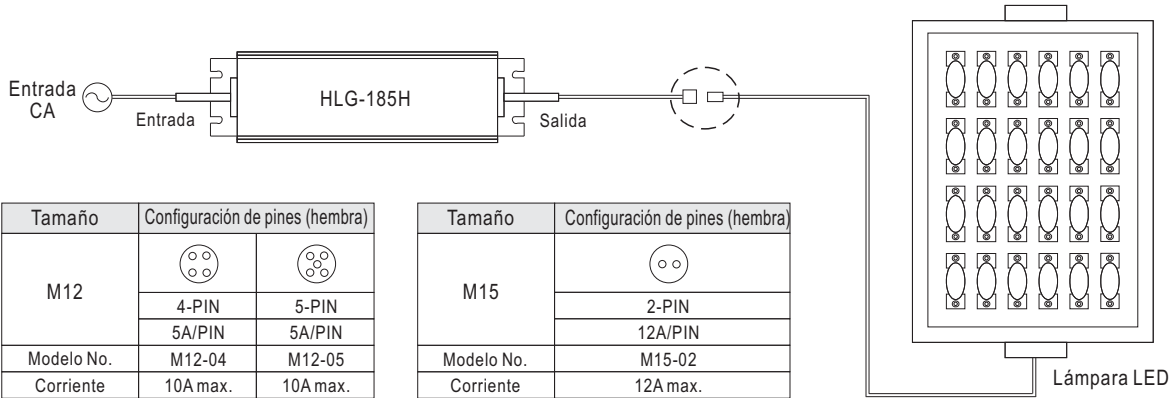 Entrada
CA
Entrada
HLG-185H
Salida
Tamaño Configuración de pines (hembra)
M12
4-PIN 5-PIN
5A/PIN 5A/PIN
Modelo No. M12-04 M12-05
Corriente 10A max. 10A max.
Tamaño Configuración de pines (hembra)
M15
2-PIN
12A/PIN
Modelo No. M15-02
Corriente 12A max.
Lámpara LED